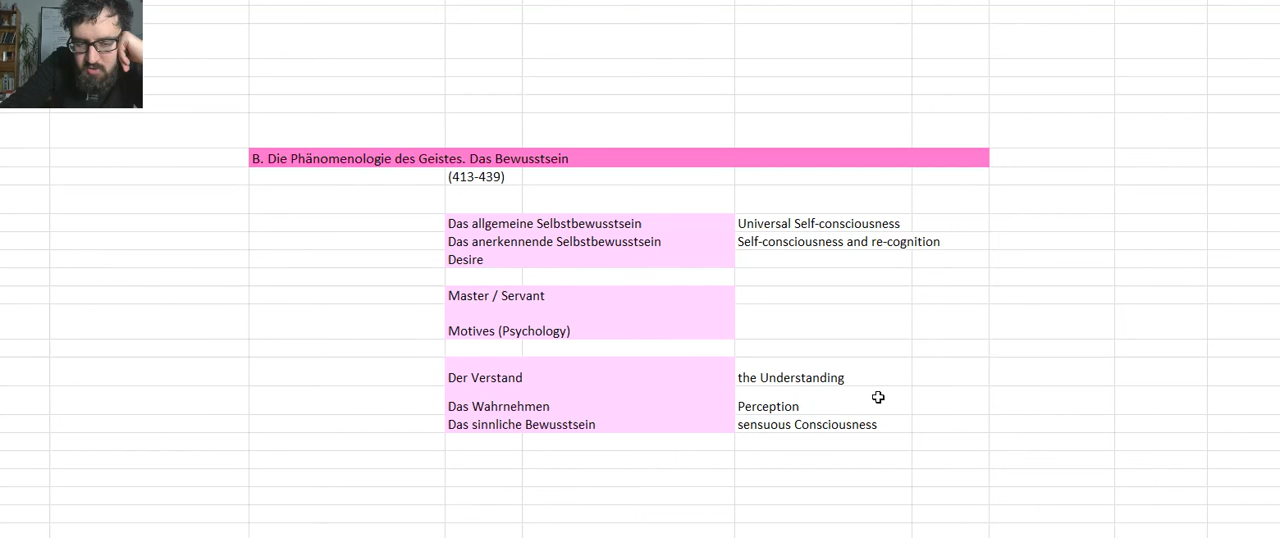 B. Die Phänomenologie des Geistes. Das Bewusstsein
(413-439)
Das allgemeine Selbstbewusstsein Universal Self-consciousness
Das anerkennende Selbstbewusstsein Self-consciousness and re-cognition
Desire
Master / Servant
Motives (Psychology)
Der Verstand the Understanding
Das Wahrnehmen Perception
Das sinnliche Bewusstsein sensuous Consciousness